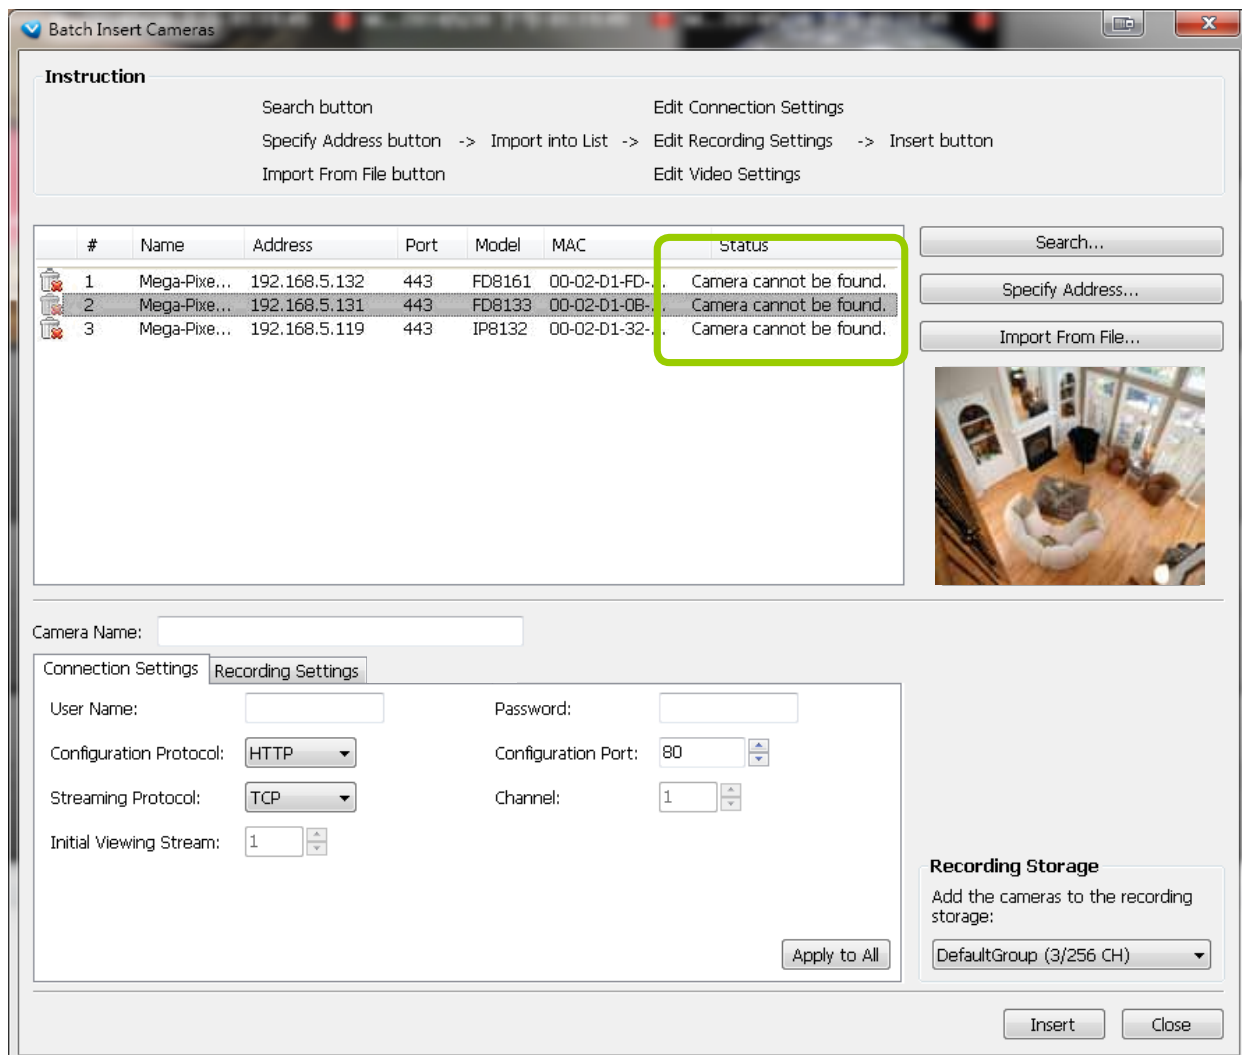 Batch Insert Cameras
Instruction
Search button Edit Connection Settings
Specify Address button -> Import into List -> Edit Recording Settings -> Insert button
Import From File button Edit Video Settings
# Name Address Port Model MAC Status
1 Mega-Pixe... 192.168.5.132 443 FD8161 00-02-D1-FD-... Camera cannot be found.
2 Mega-Pixe... 192.168.5.131 443 FD8133 00-02-D1-0B-... Camera cannot be found.
3 Mega-Pixe... 192.168.5.119 443 IP8132 00-02-D1-32-... Camera cannot be found.
Search...
Specify Address...
Import From File...
Camera Name:
Connection Settings Recording Settings
User Name: Password:
Configuration Protocol: HTTP Configuration Port: 80
Streaming Protocol: TCP Channel: 1
Initial Viewing Stream: 1
Apply to All
Recording Storage
Add the cameras to the recording
storage:
DefaultGroup (3/256 CH)
Insert Close